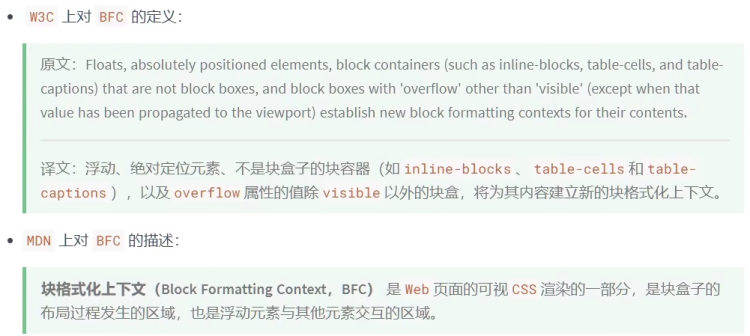 W3C 上对 BFC 的定义：
原文：Floats, absolutely positioned elements, block containers (such as inline-blocks, table-cells, and table-
captions) that are not block boxes, and block boxes with 'overflow' other than 'visible' (except when that
value has been propagated to the viewport) establish new block formatting contexts for their contents.
译文：浮动、绝对定位元素、不是块盒子的块容器（如 inline-blocks 、 table-cells 和 table-
captions ），以及 overflow 属性的值除 visible 以外的块盒，将为其内容建立新的块格式化上下文。
MDN 上对 BFC 的描述：
块格式化上下文（Block Formatting Context，BFC） 是 Web 页面的可视 CSS 渲染的一部分，是块盒子的
布局过程发生的区域，也是浮动元素与其他元素交互的区域。